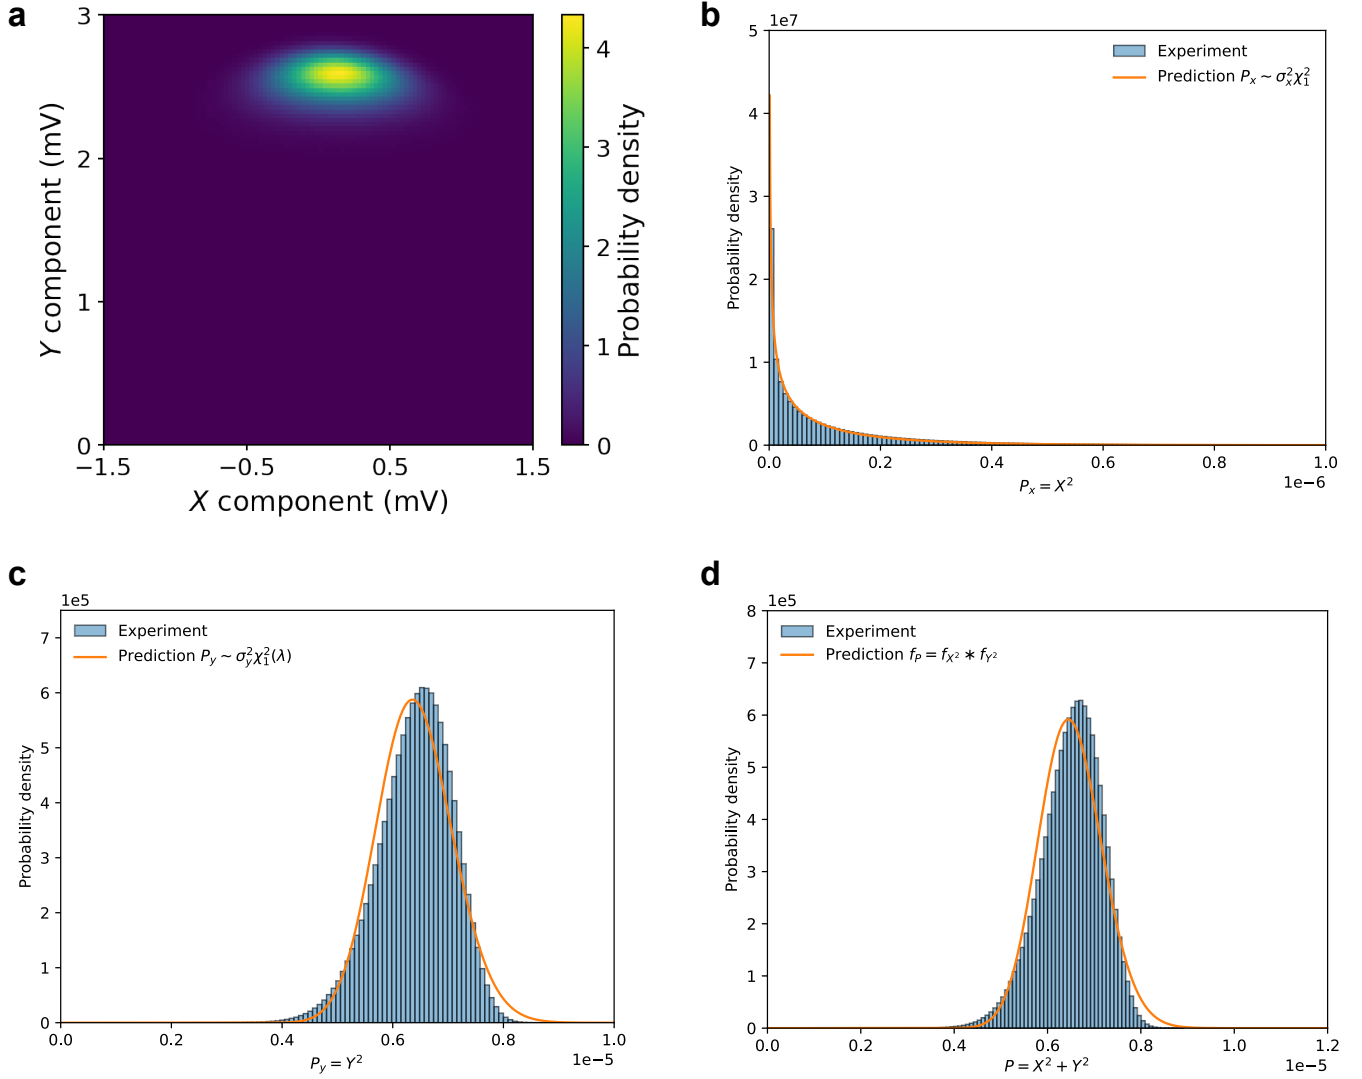 a
3
2
1
0
−1.5
−0.5
0.5
1.5
Y component (mV)
X component (mV)
4
3
2
1
0
Probability density
b
1e7
5
4
3
2
1
0
0.0
0.2
0.4
0.6
0.8
1.0
1e−6
Probability density
Pₓ = X²
Experiment
Prediction Pₓ ~ σₓ²χ₁²
c
1e5
7
6
5
4
3
2
1
0
0.0
0.2
0.4
0.6
0.8
1.0
1e−5
Probability density
P_y = Y²
Experiment
Prediction P_y ~ σ_y²χ₁²(λ)
d
1e5
8
7
6
5
4
3
2
1
0
0.0
0.2
0.4
0.6
0.8
1.0
1.2
1e−5
Probability density
P = X² + Y²
Experiment
Prediction f_P = f_X² ∗ f_Y²